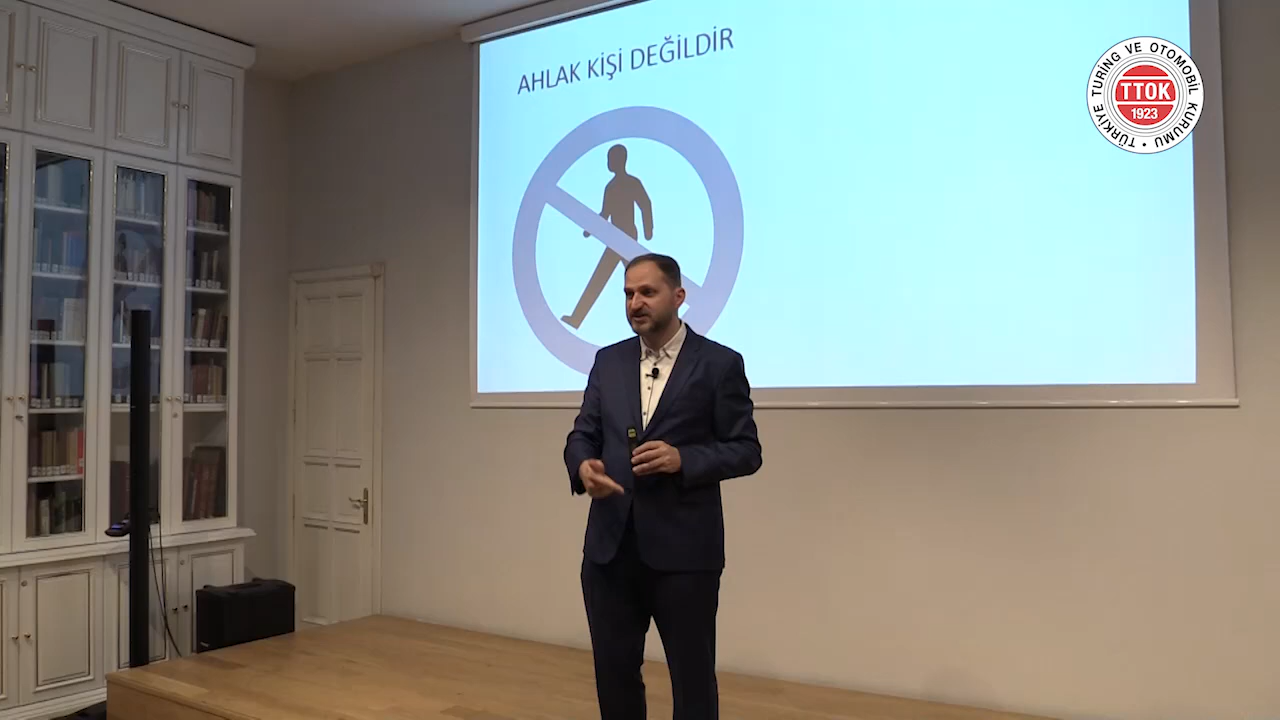 AHLAK KİŞİ DEĞİLDİR
TÜRKİYE TURİNG VE OTOMOBİL KURUMU
TTOK
1923